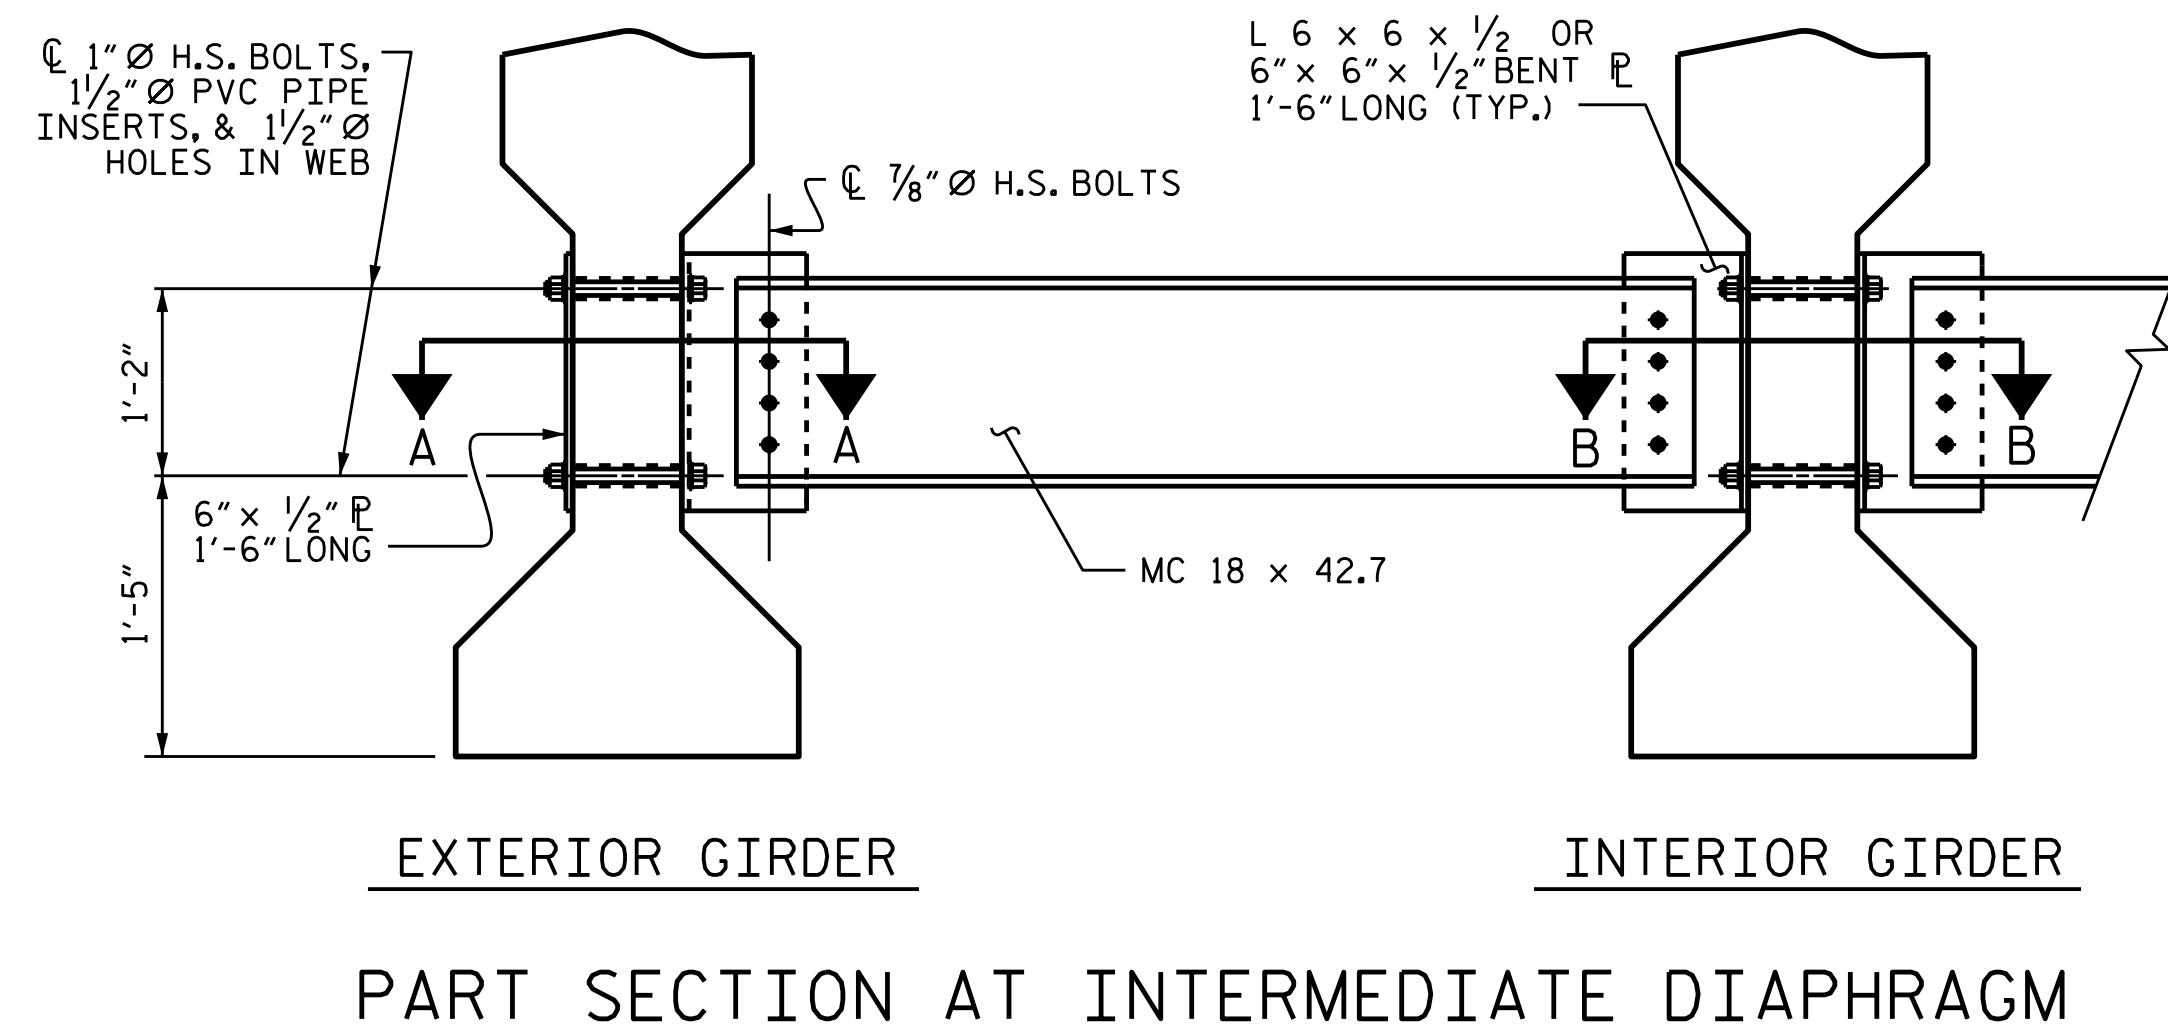 ℄ 1"Ø H.S. BOLTS,
1½"Ø PVC PIPE
INSERTS, & 1½"Ø
HOLES IN WEB
℄ ⅞"Ø H.S. BOLTS
L 6 x 6 x ½ OR
6"x 6"x ½"BENT ⅊
1'-6"LONG (TYP.)
1'-2"
A
A
B
B
6"x ½"⅊
1'-6"LONG
1'-5"
MC 18 x 42.7
EXTERIOR GIRDER
INTERIOR GIRDER
PART SECTION AT INTERMEDIATE DIAPHRAGM